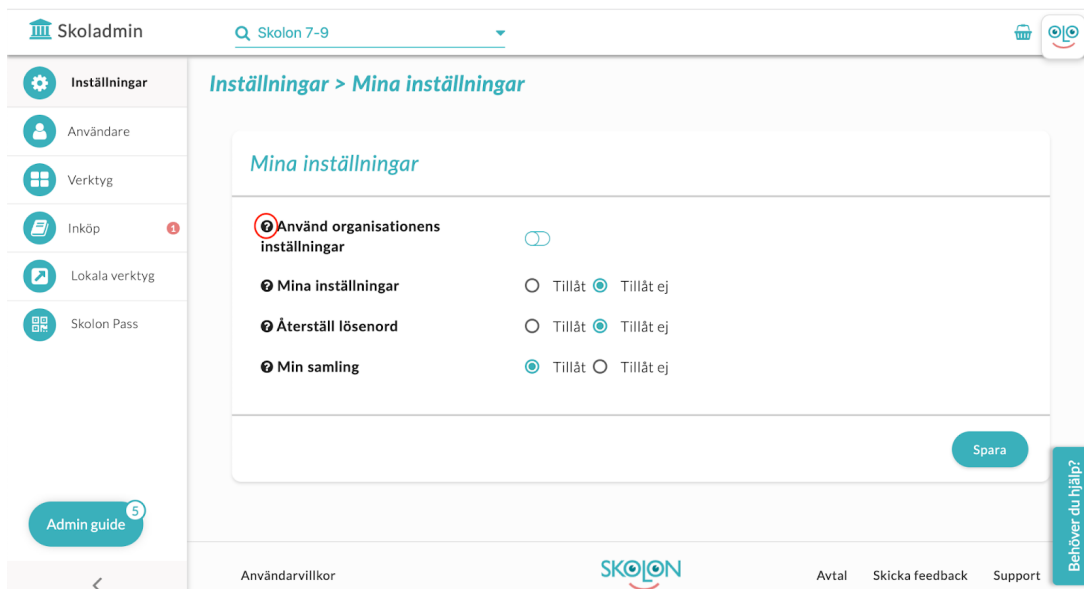 Skoladmin
Skolon 7-9
Inställningar
Användare
Verktyg
Inköp 1
Lokala verktyg
Skolon Pass
Admin guide 5
Inställningar > Mina inställningar
Mina inställningar
Använd organisationens
inställningar
Mina inställningar Tillåt Tillåt ej
Återställ lösenord Tillåt Tillåt ej
Min samling Tillåt Tillåt ej
Spara
Behöver du hjälp?
Användarvillkor
SKOLON
Avtal Skicka feedback Support